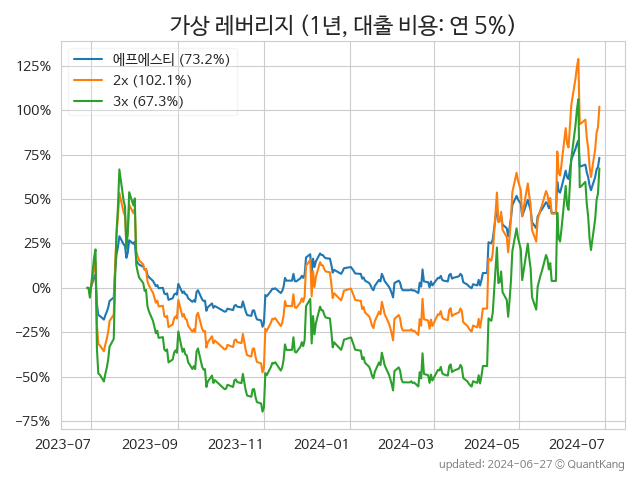 가상 레버리지 (1년, 대출 비용: 연 5%)
에프에스티 (73.2%)
2x (102.1%)
3x (67.3%)
125%
100%
75%
50%
25%
0%
−25%
−50%
−75%
2023-07 2023-09 2023-11 2024-01 2024-03 2024-05 2024-07
updated: 2024-06-27 © QuantKang